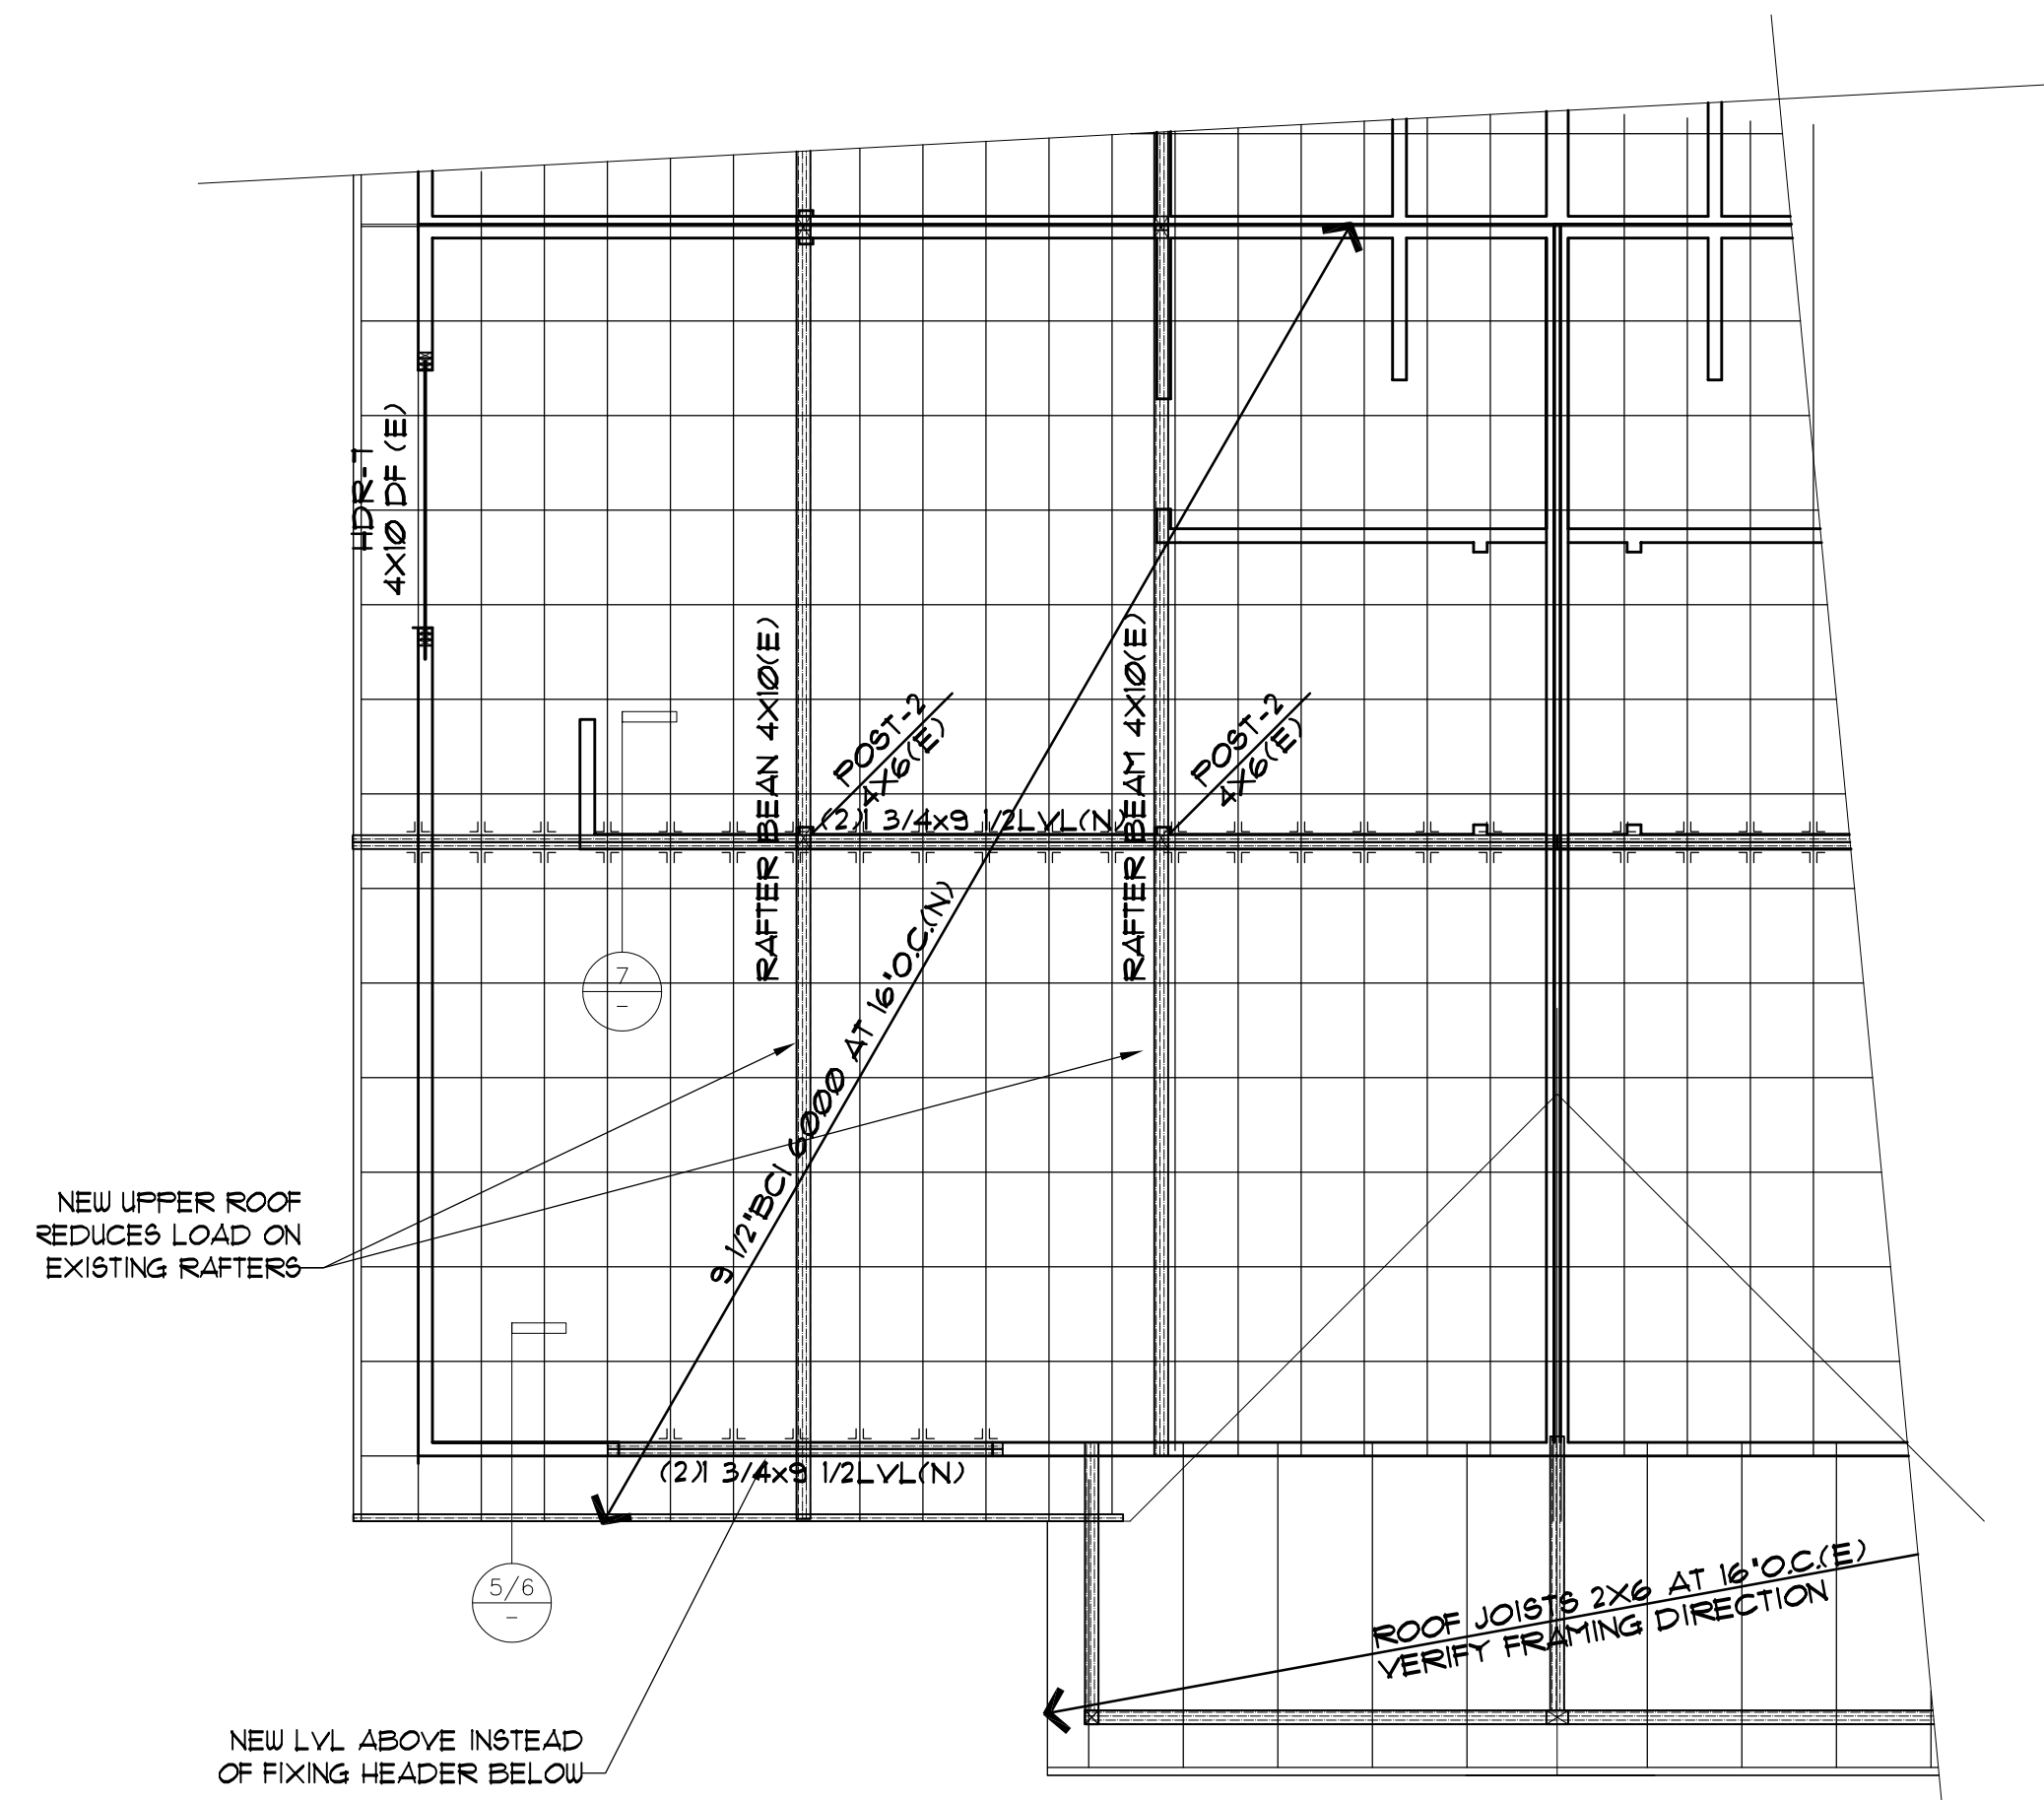 HDR-7
4X10 DF (E)
RAFTER BEAN 4X10(E)
POST-2
4X6(E)
(2)1 3/4x9 1/2LVL(N)
RAFTER BEAM 4X10(E)
POST-2
4X6(E)
7
-
9 1/2"BCI 6000 AT 16"O.C.(N)
NEW UPPER ROOF
REDUCES LOAD ON
EXISTING RAFTERS
(2)1 3/4x9 1/2LVL(N)
5/6
-
ROOF JOISTS 2X6 AT 16"O.C.(E)
VERIFY FRAMING DIRECTION
NEW LVL ABOVE INSTEAD
OF FIXING HEADER BELOW